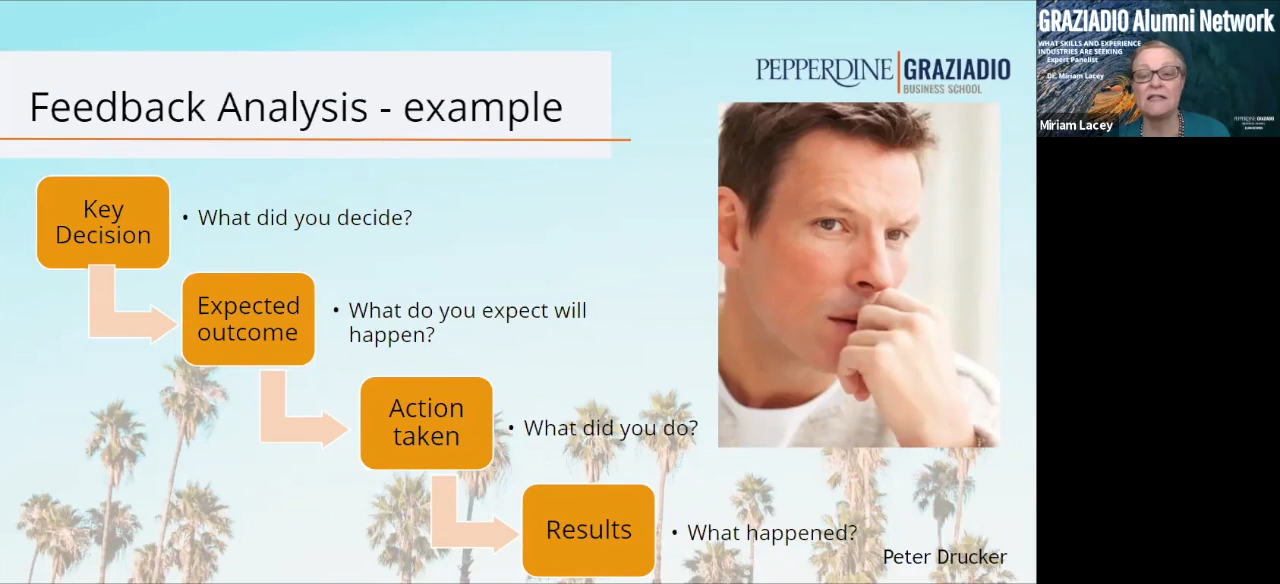 Feedback Analysis - example
PEPPERDINE GRAZIADIO
BUSINESS SCHOOL
Key
Decision
• What did you decide?
Expected
outcome
• What do you expect will
happen?
Action
taken
• What did you do?
Results
• What happened?
Peter Drucker
GRAZIADIO Alumni Network
WHAT SKILLS AND EXPERIENCE
INDUSTRIES ARE SEEKING
Expert Panelist
Dr. Miriam Lacey
Miriam Lacey
PEPPERDINE GRAZIADIO